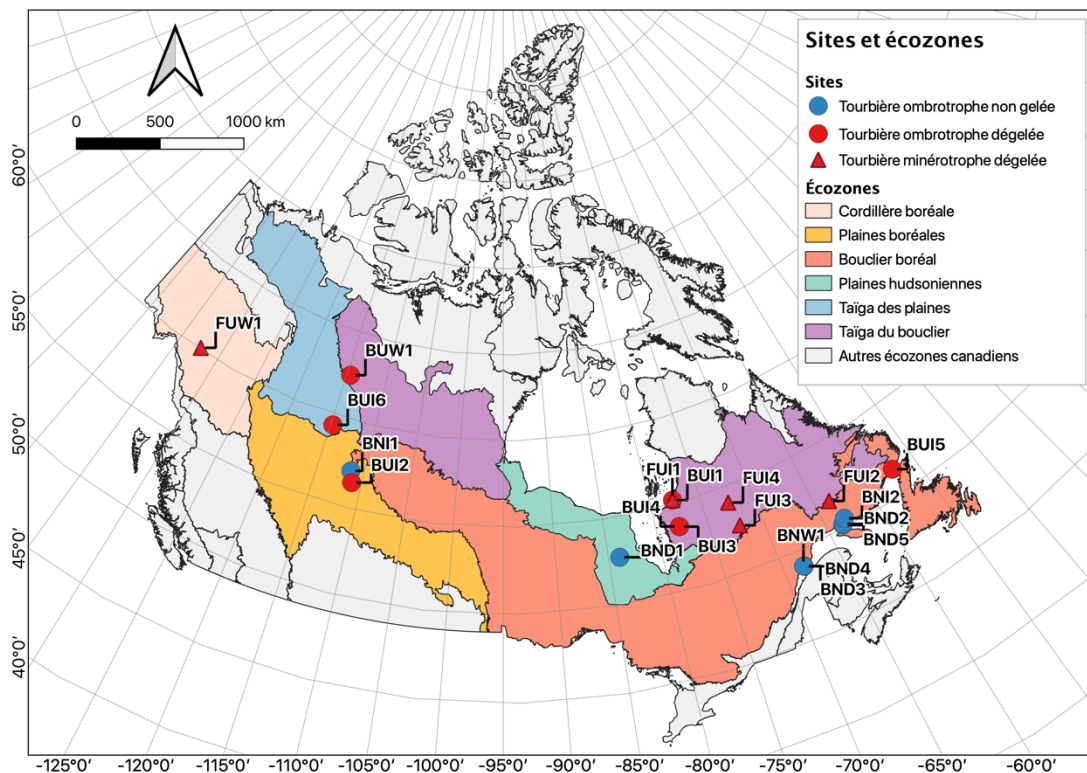 Sites et écozones
Sites
Tourbière ombrotrophe non gelée
Tourbière ombrotrophe dégelée
Tourbière minérotrophe dégelée
Écozones
Cordillère boréale
Plaines boréales
Bouclier boréal
Plaines hudsoniennes
Taïga des plaines
Taïga du bouclier
Autres écozones canadiens
0 500 1000 km
60°0'
55°0'
50°0'
45°0'
40°0'
FUW1
BUW1
BUI6
BNI1
BUI2
FUI1
BUI1
BUI4
BUI3
FUI4
FUI3
BND1
BUI5
FUI2
BNI2
BND2
BND5
BNW1
BND4
BND3
-125°0' -120°0' -115°0' -110°0' -105°0' -100°0' -95°0' -90°0' -85°0' -80°0' -75°0' -70°0' -65°0' -60°0'